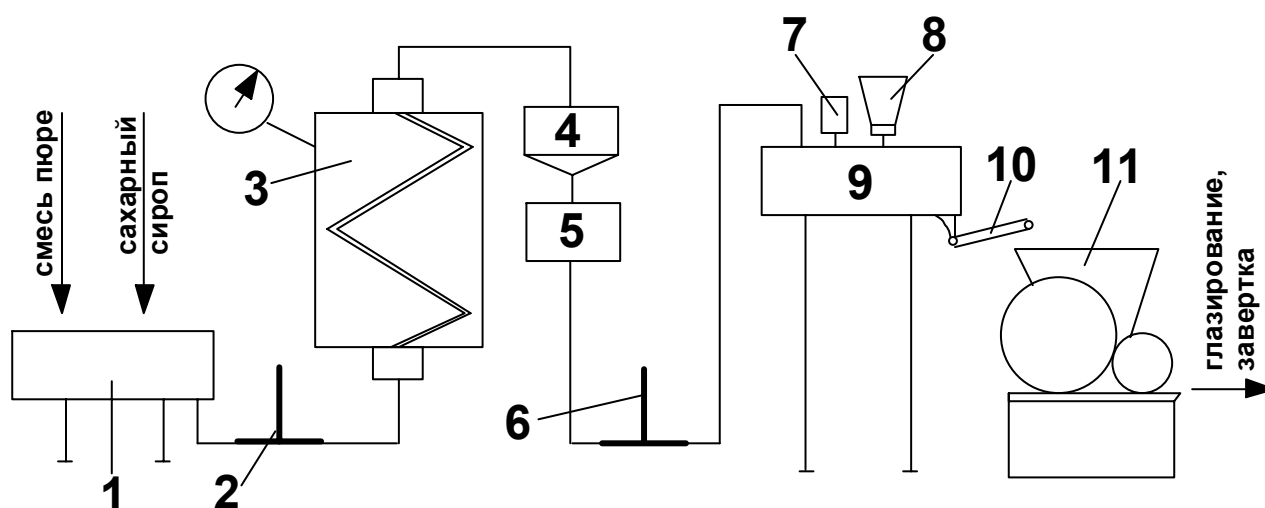 смесь пюре
сахарный
сироп
1
2
3
4
5
6
7
8
9
10
11
глазирование,
завертка